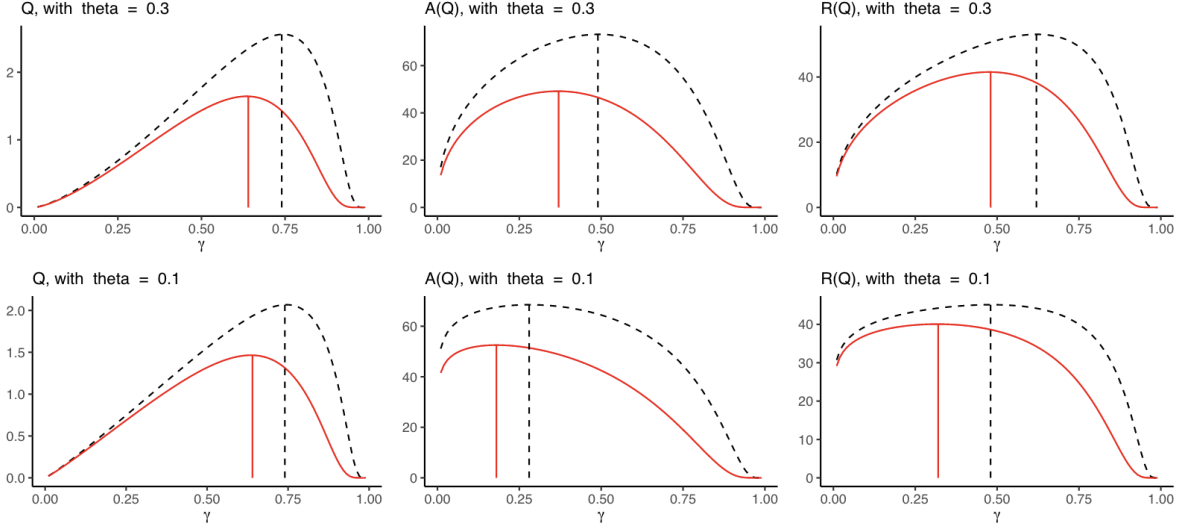 Q, with theta = 0.3
2
1
0
0.00 0.25 0.50 0.75 1.00
γ
A(Q), with theta = 0.3
60
40
20
0
0.00 0.25 0.50 0.75 1.00
γ
R(Q), with theta = 0.3
40
20
0
0.00 0.25 0.50 0.75 1.00
γ
Q, with theta = 0.1
2.0
1.5
1.0
0.5
0.0
0.00 0.25 0.50 0.75 1.00
γ
A(Q), with theta = 0.1
60
40
20
0
0.00 0.25 0.50 0.75 1.00
γ
R(Q), with theta = 0.1
40
30
20
10
0
0.00 0.25 0.50 0.75 1.00
γ